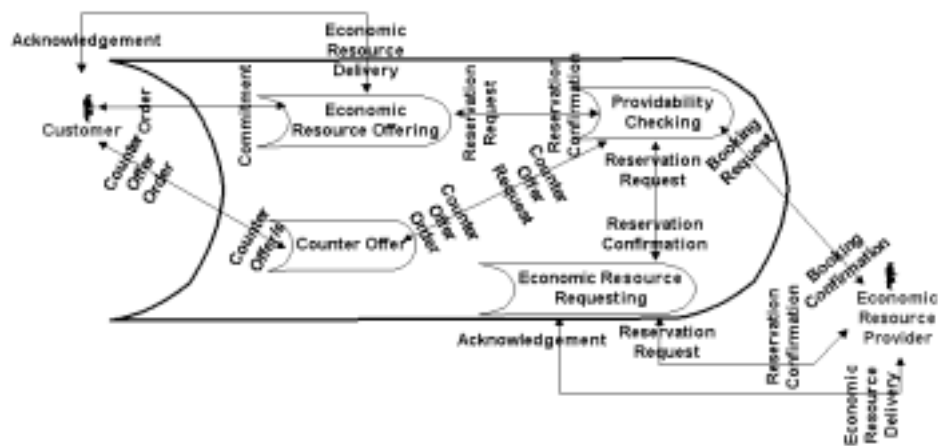 Acknowledgement
Economic
Resource
Delivery
Customer
Order
Commitment
Economic
Resource Offering
Reservation
Request
Reservation
Confirmation
Providability
Checking
Booking
Request
Counter
Offer
Order
Counter
Offer
Request
Reservation
Request
Counter
Offer
Order
Counter
Counter Offer
Reservation
Confirmation
Economic Resource
Requesting
Booking
Confirmation
Economic
Resource
Provider
Acknowledgement
Reservation
Request
Reservation
Confirmation
Economic
Resource
Delivery